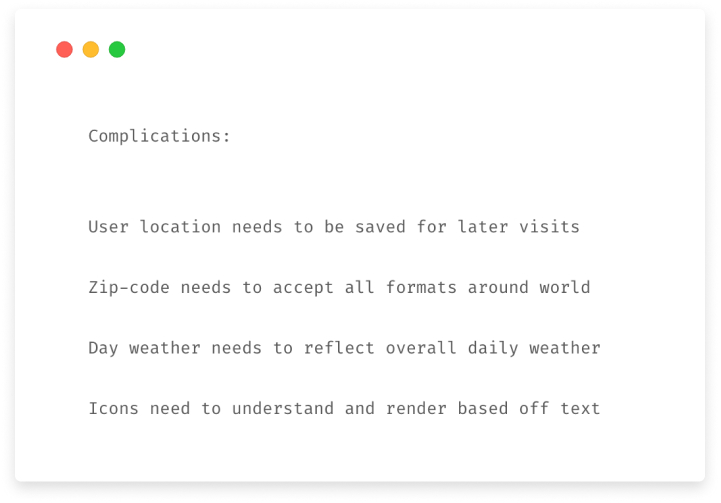 Complications:
User location needs to be saved for later visits
Zip-code needs to accept all formats around world
Day weather needs to reflect overall daily weather
Icons need to understand and render based off text